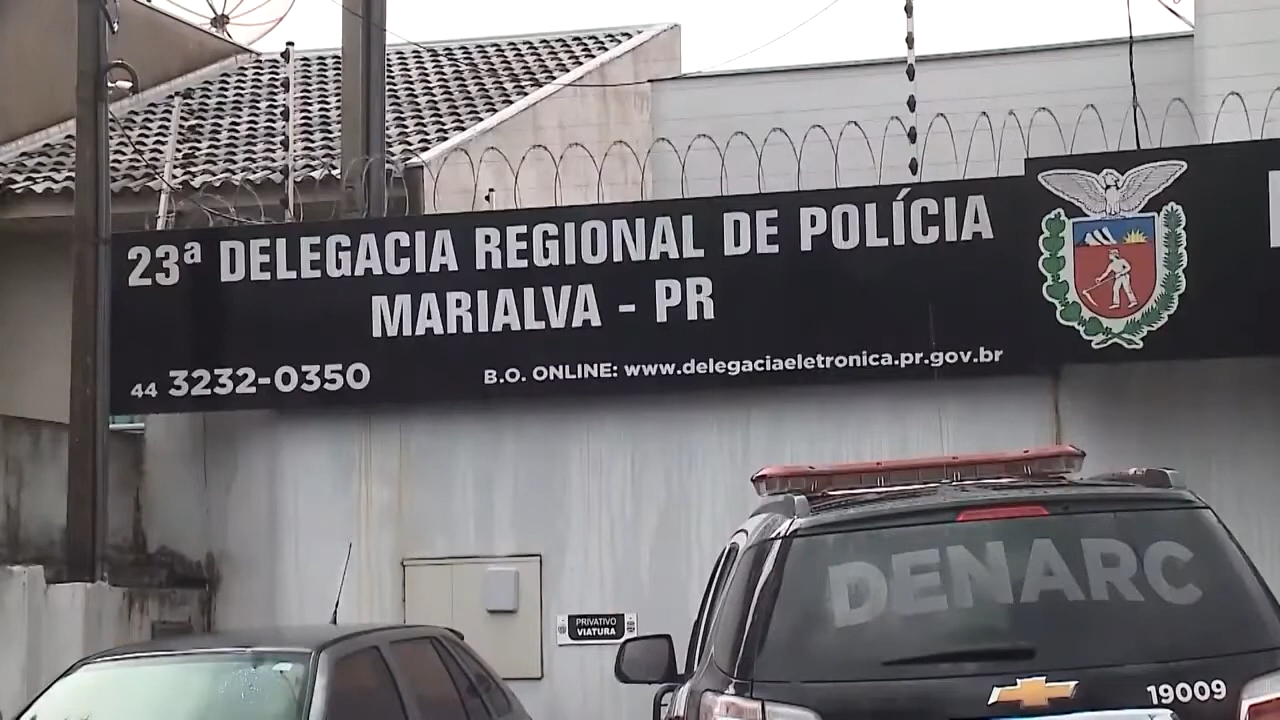 23ª DELEGACIA REGIONAL DE POLÍCIA
MARIALVA - PR
44 3232-0350
B.O. ONLINE: www.delegaciaeletronica.pr.gov.br
PRIVATIVO
VIATURA
DENARC
19009